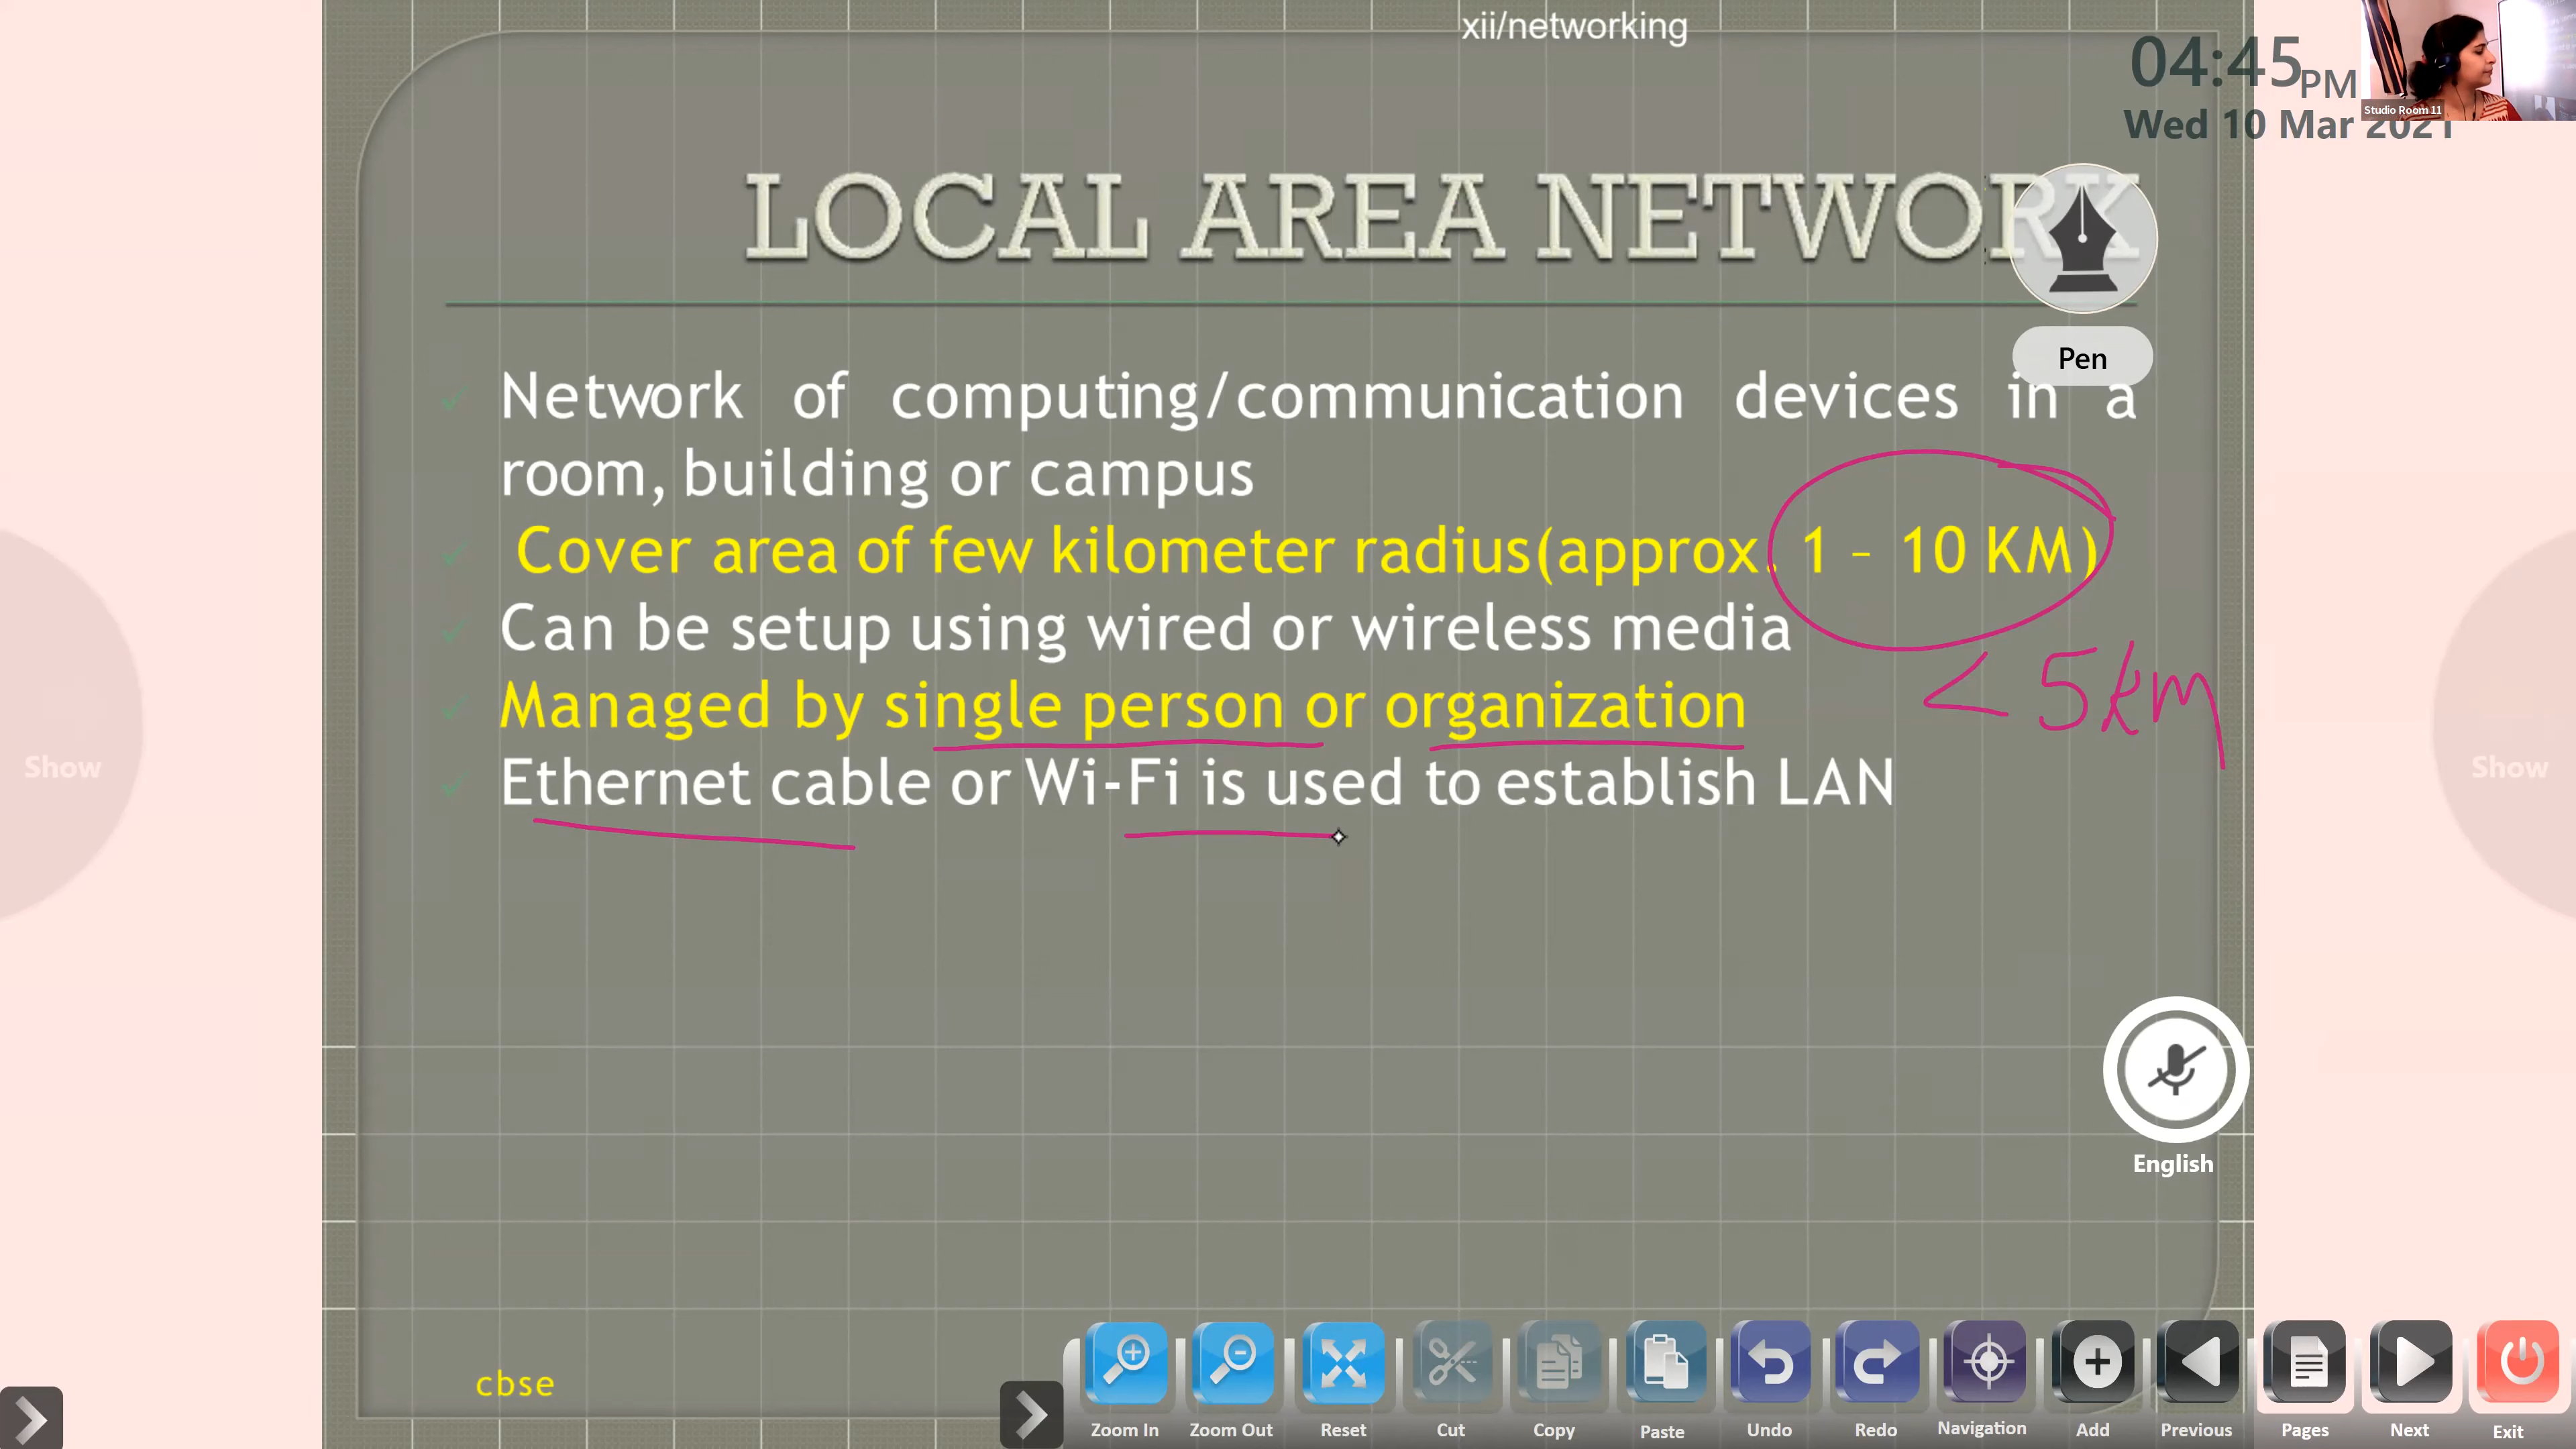 xii/networking
04:45 PM
Studio Room 11
Wed 10 Mar 2021
LOCAL AREA NETWORK
Pen
Network of computing/communication devices in a
room, building or campus
Cover area of few kilometer radius(approx. 1 – 10 KM)
Can be setup using wired or wireless media
< 5km
Managed by single person or organization
Ethernet cable or Wi-Fi is used to establish LAN
Show
Show
English
cbse
Zoom In Zoom Out Reset Cut Copy Paste Undo Redo Navigation Add Previous Pages Next Exit